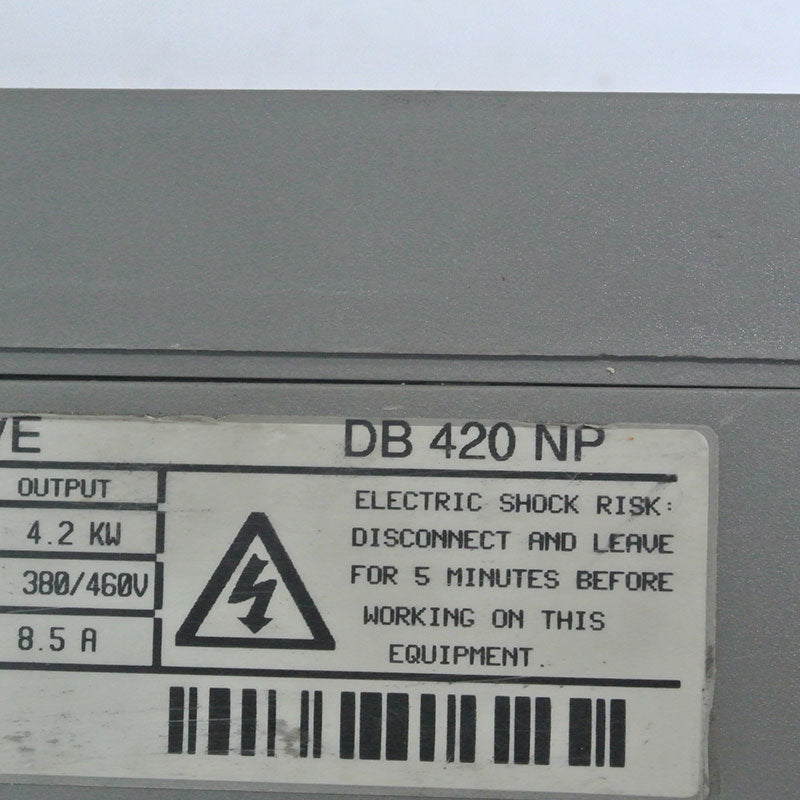 VE DB 420 NP
OUTPUT
4.2 KW
380/460V
8.5 A
ELECTRIC SHOCK RISK:
DISCONNECT AND LEAVE
FOR 5 MINUTES BEFORE
WORKING ON THIS
EQUIPMENT.